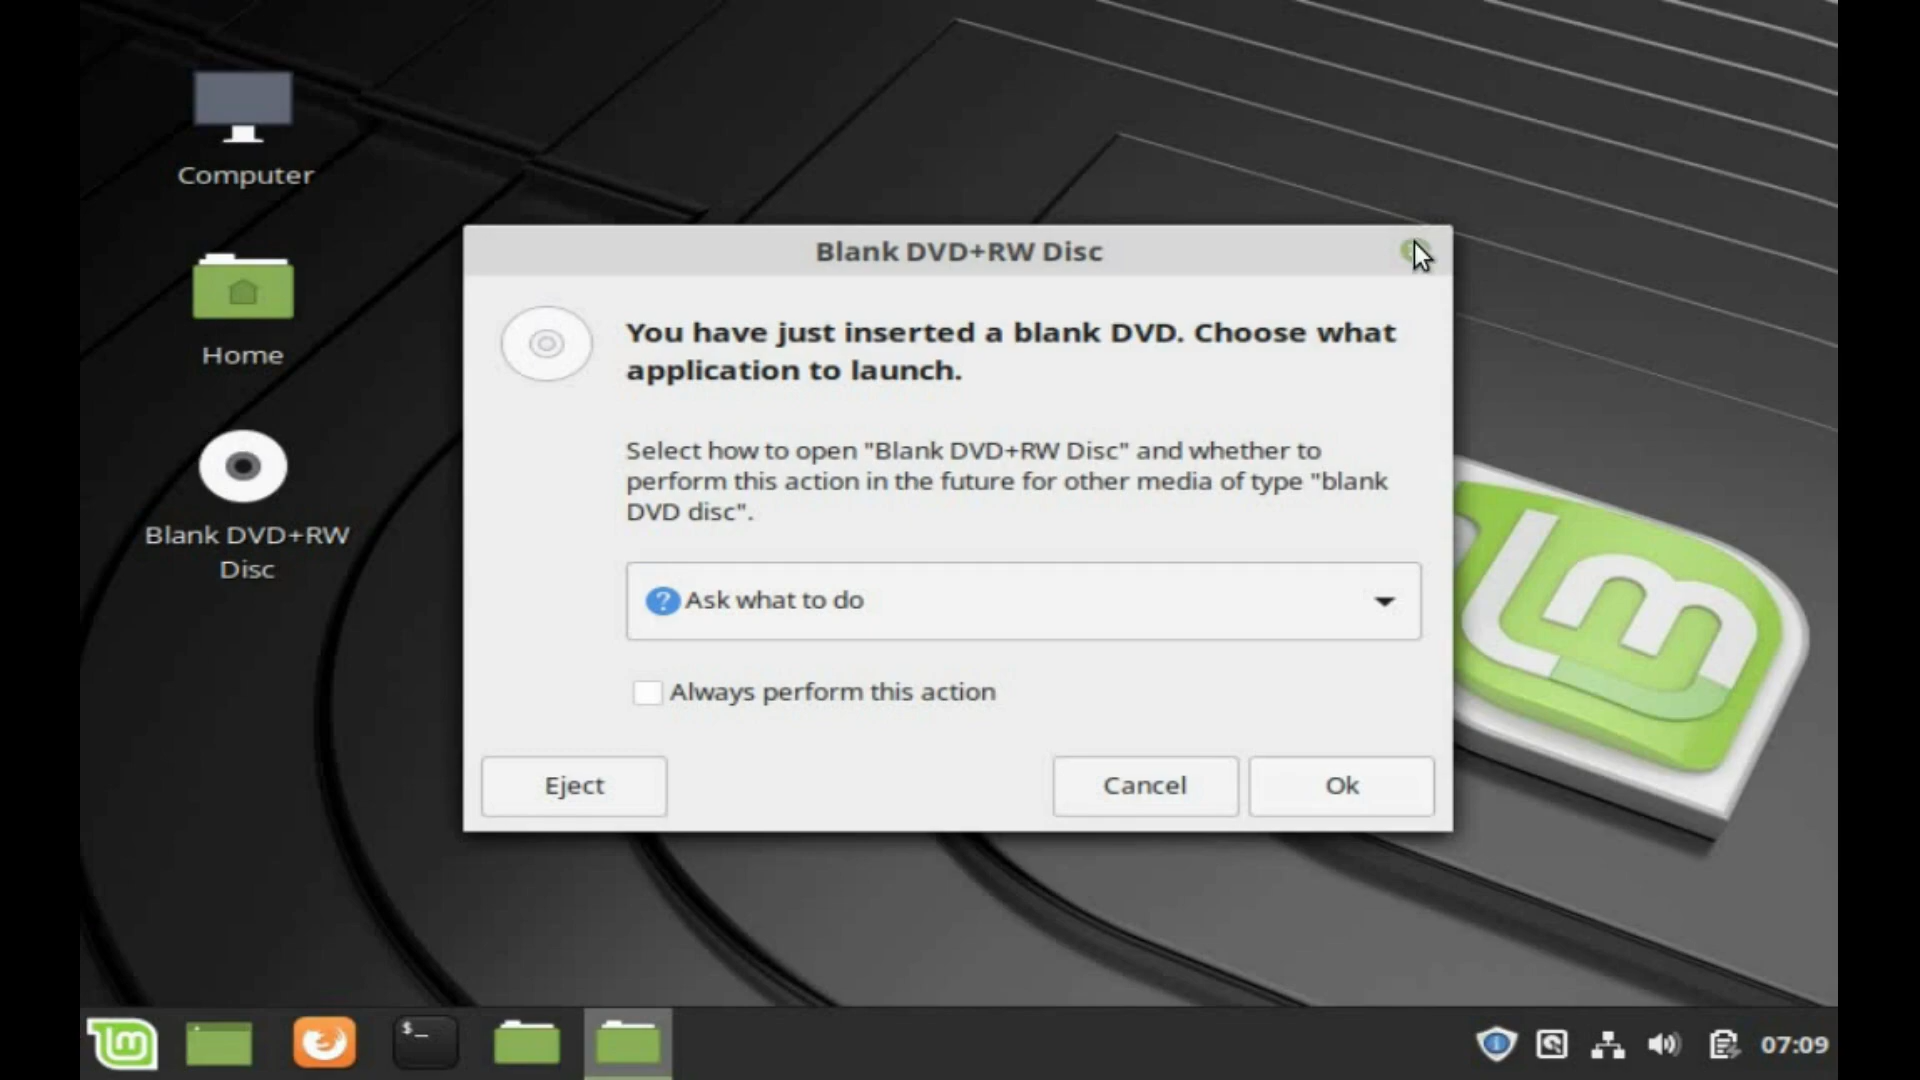 Computer
Home
Blank DVD+RW
Disc
Blank DVD+RW Disc
You have just inserted a blank DVD. Choose what
application to launch.
Select how to open "Blank DVD+RW Disc" and whether to
perform this action in the future for other media of type "blank
DVD disc".
? Ask what to do
Always perform this action
Eject
Cancel
Ok
lm
lm
$_
07:09